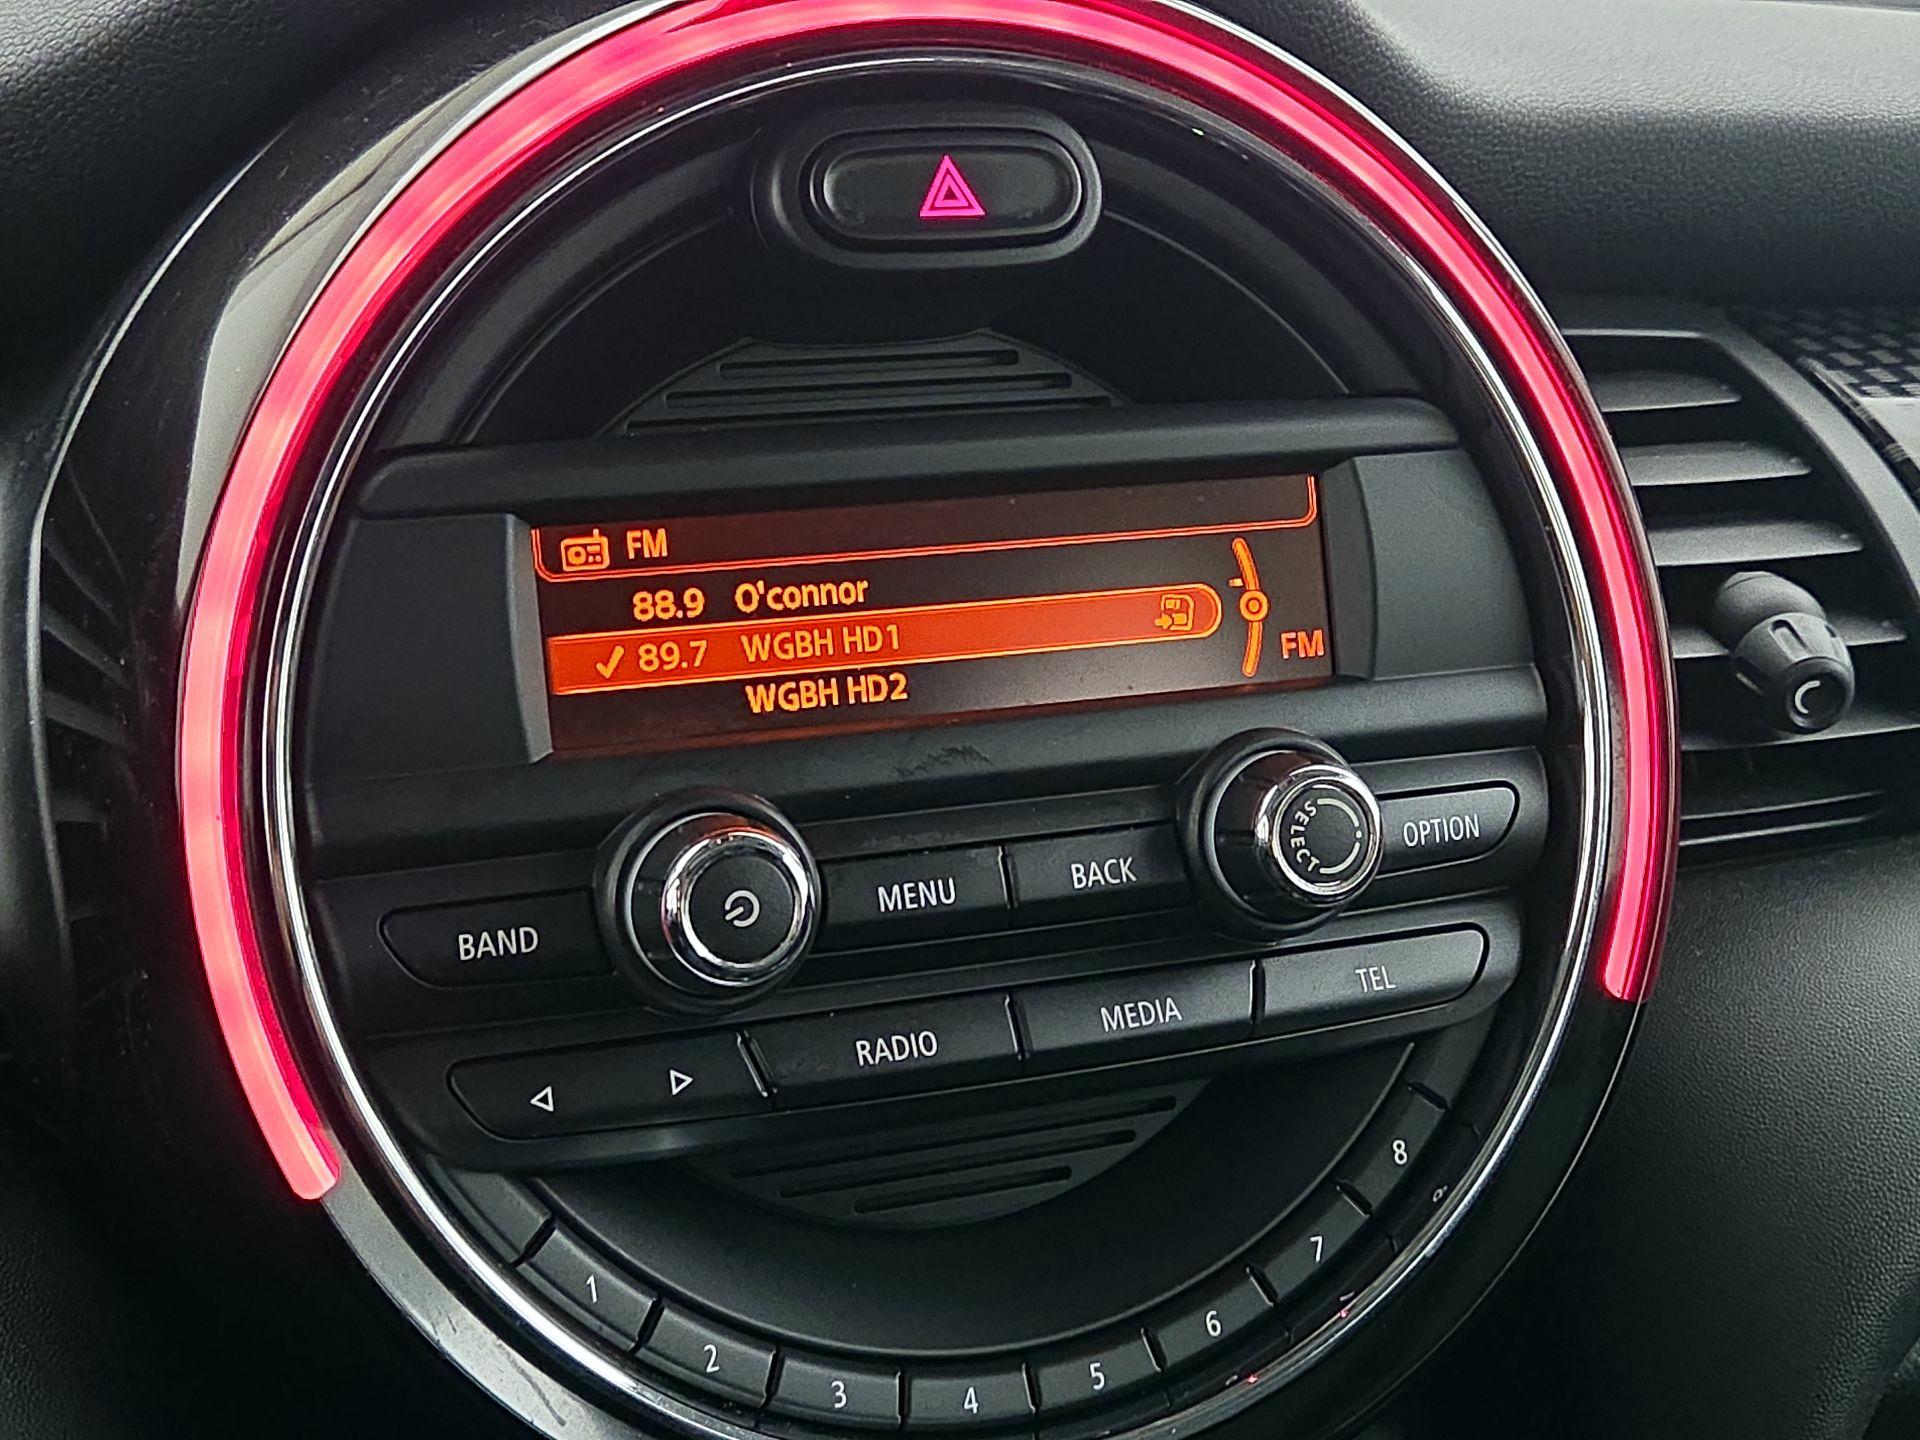 FM
88.9 O'connor
✓ 89.7 WGBH HD1
WGBH HD2
FM
SELECT
OPTION
BAND
MENU
BACK
RADIO
MEDIA
TEL
1
2
3
4
5
6
7
8